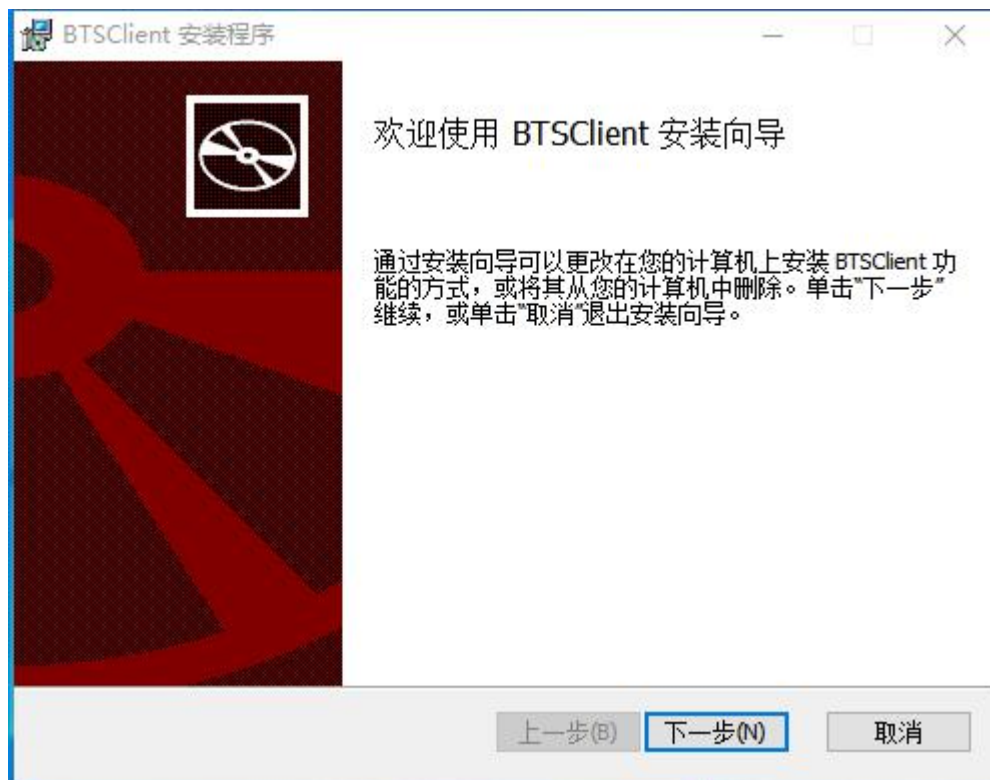 BTSClient 安装程序
欢迎使用 BTSClient 安装向导
通过安装向导可以更改在您的计算机上安装 BTSClient 功
能的方式，或将其从您的计算机中删除。单击"下一步"
继续，或单击"取消"退出安装向导。
上一步(B) 下一步(N) 取消